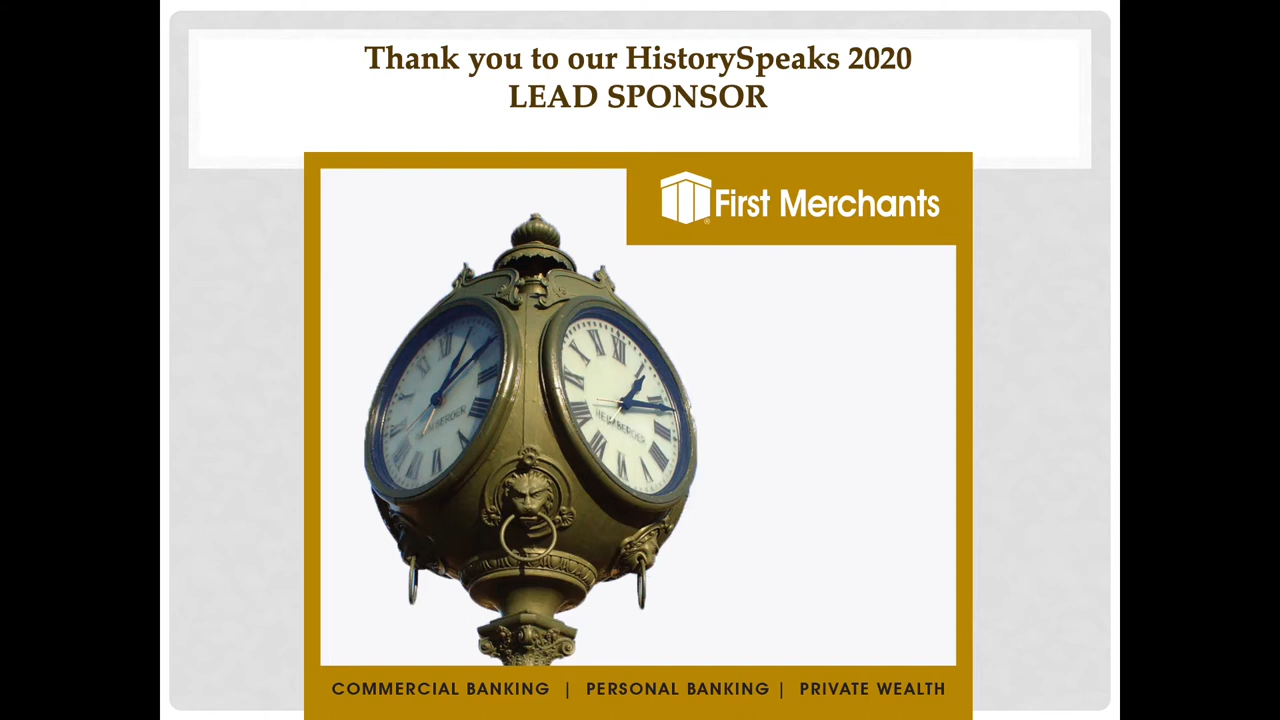 Thank you to our HistorySpeaks 2020
LEAD SPONSOR
First Merchants
COMMERCIAL BANKING | PERSONAL BANKING | PRIVATE WEALTH